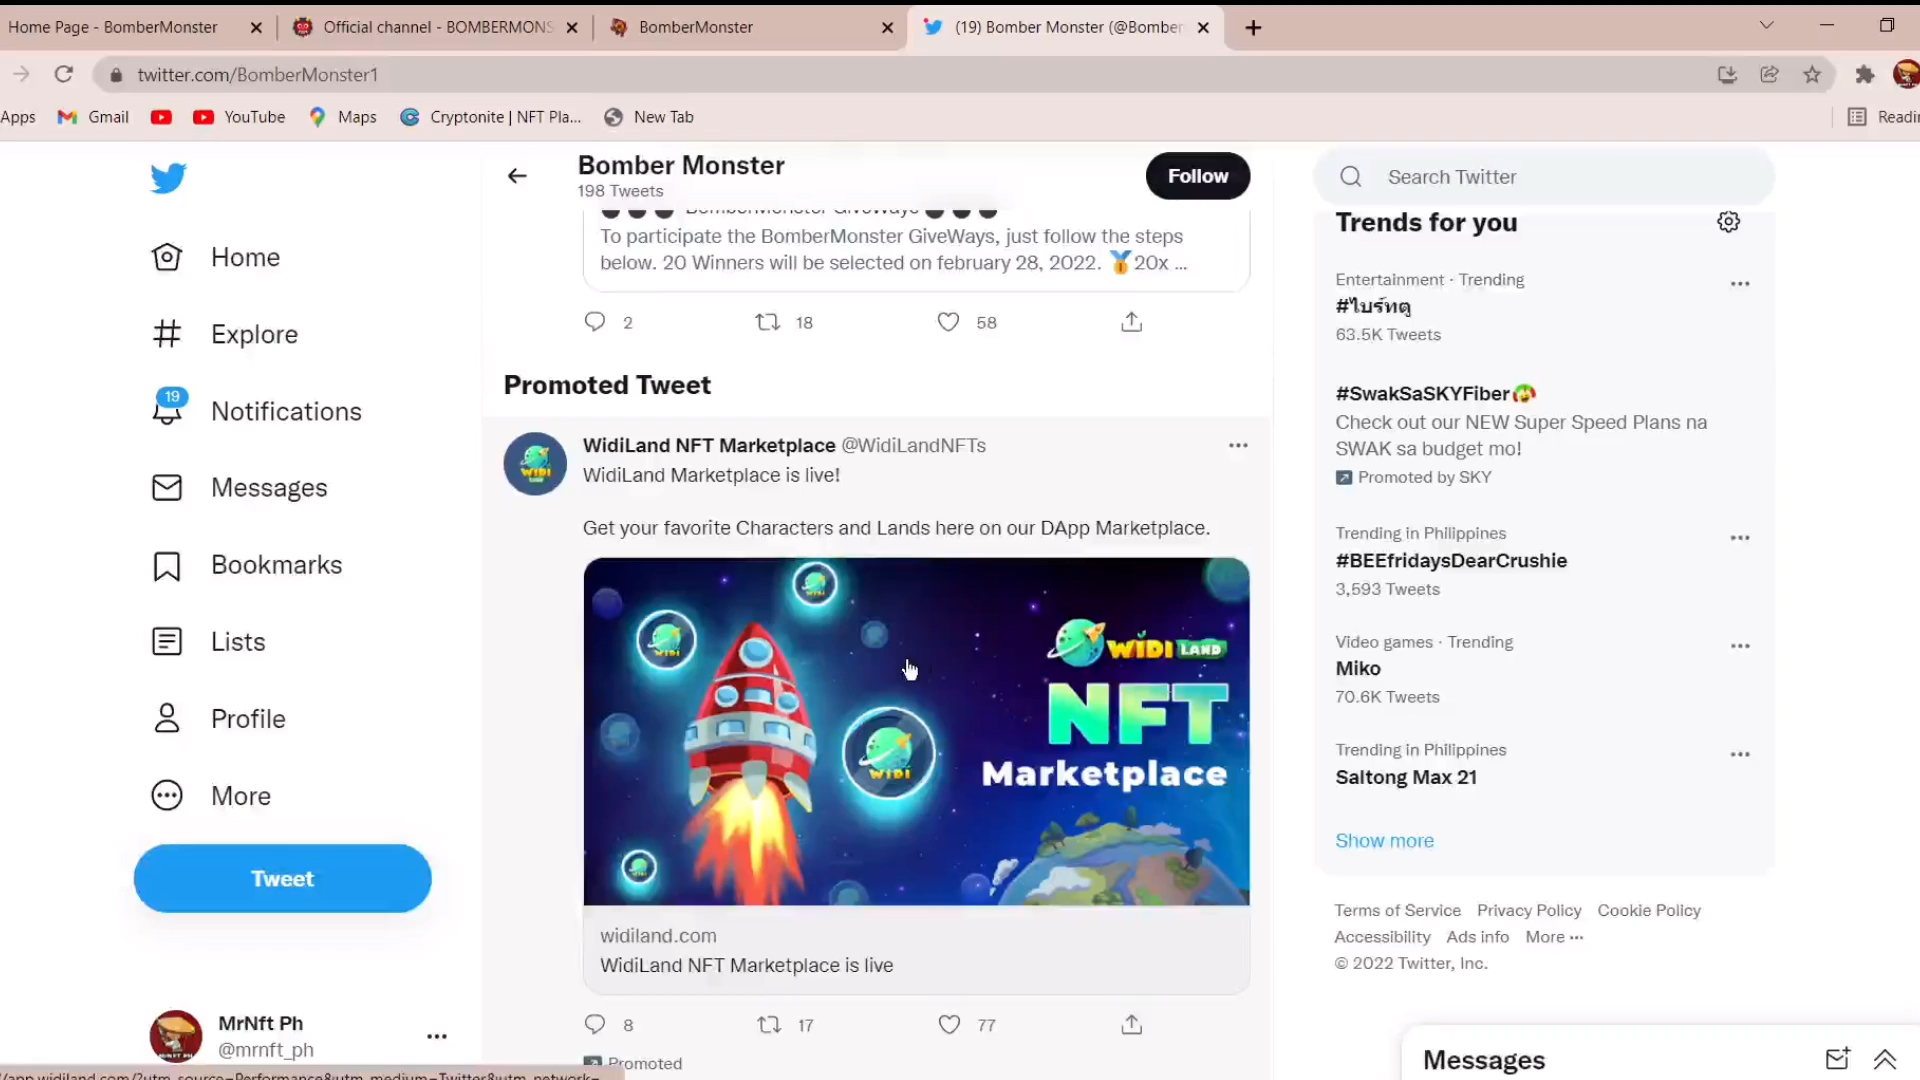 Home Page - BomberMonster
Official channel - BOMBERMONS
BomberMonster
(19) Bomber Monster (@Bomber
twitter.com/BomberMonster1
Apps
Gmail
YouTube
Maps
Cryptonite | NFT Pla...
New Tab
Home
Explore
19
Notifications
Messages
Bookmarks
Lists
Profile
More
Tweet
MrNft Ph
@mrnft_ph
Bomber Monster
198 Tweets
Follow
BomberMonster GiveWays
To participate the BomberMonster GiveWays, just follow the steps
below. 20 Winners will be selected on february 28, 2022. 🥇20x ...
2 18 58
Promoted Tweet
WidiLand NFT Marketplace @WidiLandNFTs
WidiLand Marketplace is live!
Get your favorite Characters and Lands here on our DApp Marketplace.
WIDI LAND
NFT
Marketplace
WIDI
widiland.com
WidiLand NFT Marketplace is live
8 17 77
Promoted
Search Twitter
Trends for you
Entertainment · Trending
#ไบร์ทตู
63.5K Tweets
#SwakSaSKYFiber
Check out our NEW Super Speed Plans na
SWAK sa budget mo!
Promoted by SKY
Trending in Philippines
#BEEfridaysDearCrushie
3,593 Tweets
Video games · Trending
Miko
70.6K Tweets
Trending in Philippines
Saltong Max 21
Show more
Terms of Service Privacy Policy Cookie Policy
Accessibility Ads info More ···
© 2022 Twitter, Inc.
Messages